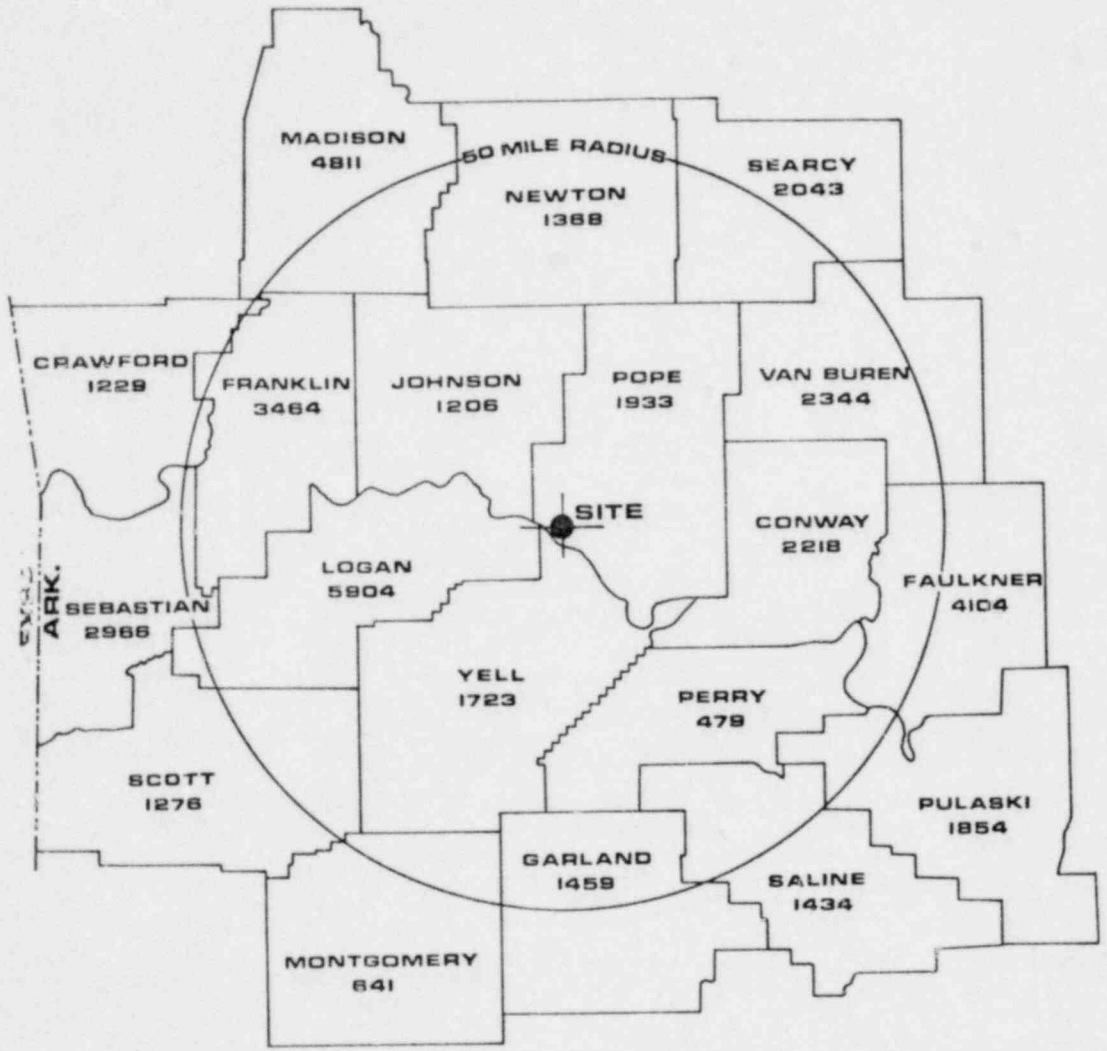 MADISON
4811
50 MILE RADIUS
NEWTON
1368
SEARCY
2043
CRAWFORD
1229
FRANKLIN
3464
JOHNSON
1206
POPE
1933
VAN BUREN
2344
SITE
CONWAY
2218
LOGAN
5904
FAULKNER
4104
ARK.
SEBASTIAN
2966
YELL
1723
PERRY
479
SCOTT
1276
PULASKI
1854
GARLAND
1459
SALINE
1434
MONTGOMERY
641